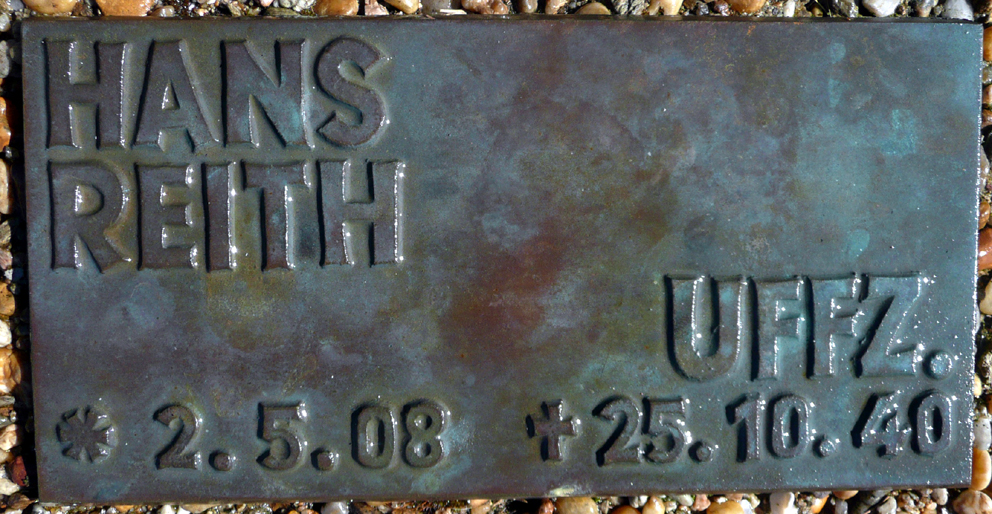 HANS
REITH
UFFZ.
* 2. 5. 08 † 25. 10. 40